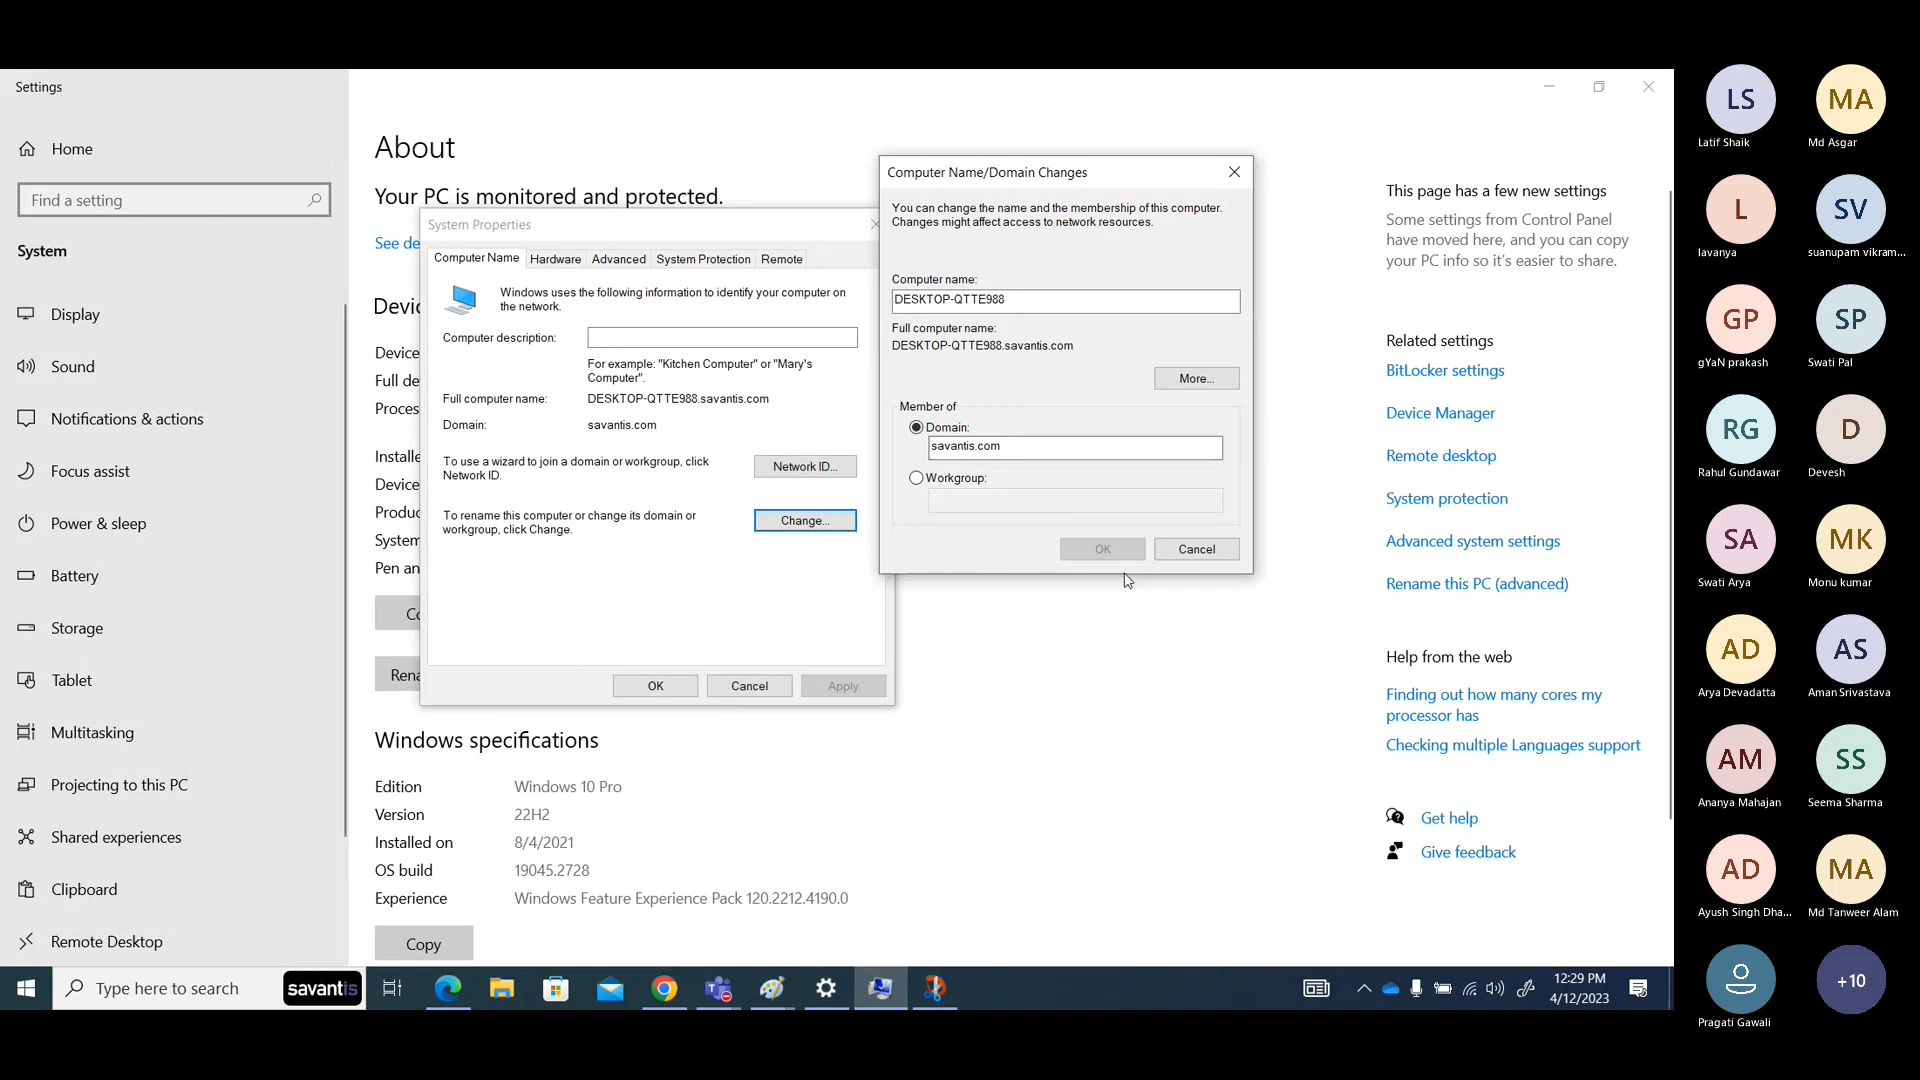 Settings
Home
Find a setting
System
Display
Sound
Notifications & actions
Focus assist
Power & sleep
Battery
Storage
Tablet
Multitasking
Projecting to this PC
Shared experiences
Clipboard
Remote Desktop
About
Your PC is monitored and protected.
See de
Devic
Device
Full de
Proces
Installe
Device
Produc
System
Pen an
Co
Rena
Windows specifications
Edition Windows 10 Pro
Version 22H2
Installed on 8/4/2021
OS build 19045.2728
Experience Windows Feature Experience Pack 120.2212.4190.0
Copy
System Properties
Computer Name Hardware Advanced System Protection Remote
Windows uses the following information to identify your computer on
the network.
Computer description:
For example: "Kitchen Computer" or "Mary's
Computer".
Full computer name: DESKTOP-QTTE988.savantis.com
Domain: savantis.com
To use a wizard to join a domain or workgroup, click
Network ID.
Network ID...
To rename this computer or change its domain or
workgroup, click Change.
Change...
OK Cancel Apply
Computer Name/Domain Changes
You can change the name and the membership of this computer.
Changes might affect access to network resources.
Computer name:
DESKTOP-QTTE988
Full computer name:
DESKTOP-QTTE988.savantis.com
More...
Member of
Domain:
savantis.com
Workgroup:
OK Cancel
This page has a few new settings
Some settings from Control Panel
have moved here, and you can copy
your PC info so it's easier to share.
Related settings
BitLocker settings
Device Manager
Remote desktop
System protection
Advanced system settings
Rename this PC (advanced)
Help from the web
Finding out how many cores my
processor has
Checking multiple Languages support
Get help
Give feedback
Type here to search
savantis
12:29 PM
4/12/2023
LS MA
Latif Shaik Md Asgar
L SV
lavanya suanupam vikram...
GP SP
gYaN prakash Swati Pal
RG D
Rahul Gundawar Devesh
SA MK
Swati Arya Monu kumar
AD AS
Arya Devadatta Aman Srivastava
AM SS
Ananya Mahajan Seema Sharma
AD MA
Ayush Singh Dha... Md Tanweer Alam
+10
Pragati Gawali